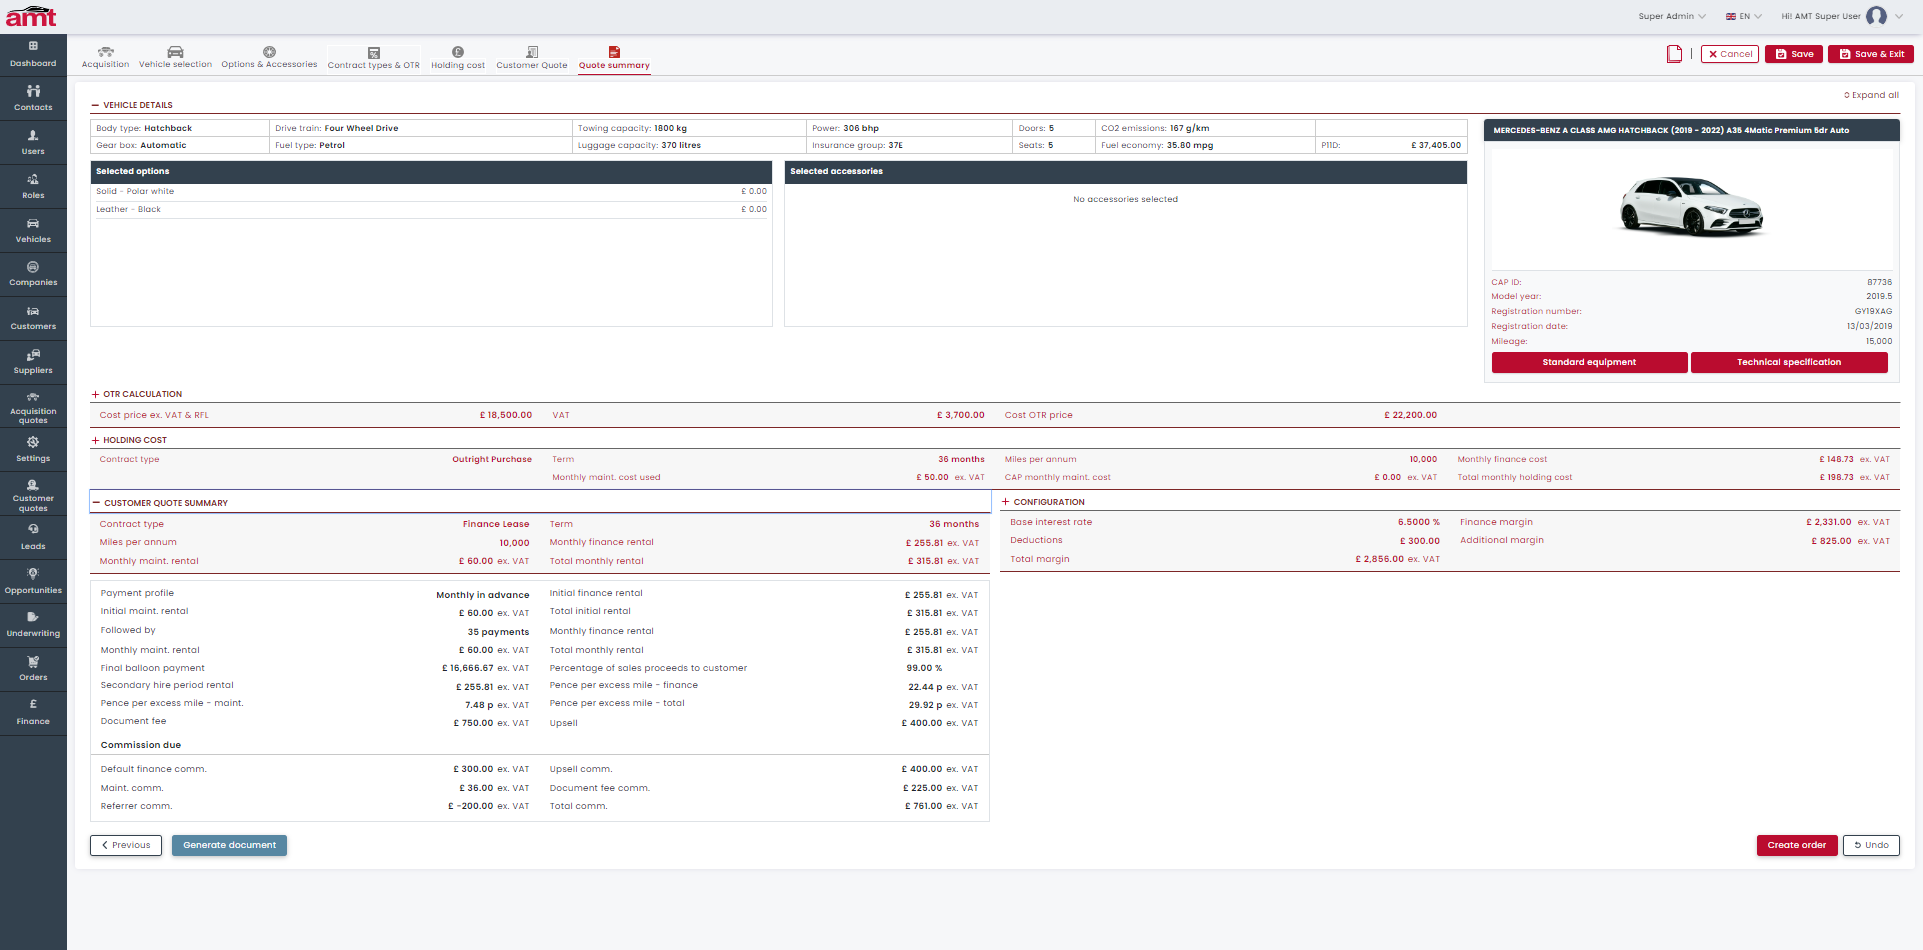 amt
Super Admin
EN
Hi! AMT Super User
Dashboard
Contacts
Users
Roles
Vehicles
Companies
Customers
Suppliers
Acquisition
quotes
Settings
Customer
quotes
Leads
Opportunities
Underwriting
Orders
Finance
Acquisition
Vehicle selection
Options & Accessories
Contract types & OTR
Holding cost
Customer Quote
Quote summary
Cancel
Save
Save & Exit
Expand all
VEHICLE DETAILS
Body type: Hatchback Drive train: Four Wheel Drive Towing capacity: 1800 kg Power: 306 bhp Doors: 5 CO2 emissions: 167 g/km
Gear box: Automatic Fuel type: Petrol Luggage capacity: 370 litres Insurance group: 37E Seats: 5 Fuel economy: 35.80 mpg P11D: £ 37,405.00
Selected options
Solid - Polar white £ 0.00
Leather - Black £ 0.00
Selected accessories
No accessories selected
MERCEDES-BENZ A CLASS AMG HATCHBACK (2019 - 2022) A35 4Matic Premium 5dr Auto
CAP ID: 87736
Model year: 2019.5
Registration number: GY19XAG
Registration date: 13/03/2019
Mileage: 15,000
Standard equipment
Technical specification
OTR CALCULATION
Cost price ex. VAT & RFL £ 18,500.00 VAT £ 3,700.00 Cost OTR price £ 22,200.00
HOLDING COST
Contract type Outright Purchase Term 36 months Miles per annum 10,000 Monthly finance cost £ 148.73 ex. VAT
Monthly maint. cost used £ 50.00 ex. VAT CAP monthly maint. cost £ 0.00 ex. VAT Total monthly holding cost £ 198.73 ex. VAT
CUSTOMER QUOTE SUMMARY
Contract type Finance Lease Term 36 months
Miles per annum 10,000 Monthly finance rental £ 255.81 ex. VAT
Monthly maint. rental £ 60.00 ex. VAT Total monthly rental £ 315.81 ex. VAT
CONFIGURATION
Base interest rate 6.5000 % Finance margin £ 2,331.00 ex. VAT
Deductions £ 300.00 Additional margin £ 825.00 ex. VAT
Total margin £ 2,856.00 ex. VAT
Payment profile Monthly in advance Initial finance rental £ 255.81 ex. VAT
Initial maint. rental £ 60.00 ex. VAT Total initial rental £ 315.81 ex. VAT
Followed by 35 payments Monthly finance rental £ 255.81 ex. VAT
Monthly maint. rental £ 60.00 ex. VAT Total monthly rental £ 315.81 ex. VAT
Final balloon payment £ 16,666.67 ex. VAT Percentage of sales proceeds to customer 99.00 %
Secondary hire period rental £ 255.81 ex. VAT Pence per excess mile - finance 22.44 p ex. VAT
Pence per excess mile - maint. 7.48 p ex. VAT Pence per excess mile - total 29.92 p ex. VAT
Document fee £ 750.00 ex. VAT Upsell £ 400.00 ex. VAT
Commission due
Default finance comm. £ 300.00 ex. VAT Upsell comm. £ 400.00 ex. VAT
Maint. comm. £ 36.00 ex. VAT Document fee comm. £ 225.00 ex. VAT
Referrer comm. £ -200.00 ex. VAT Total comm. £ 761.00 ex. VAT
Previous
Generate document
Create order
Undo